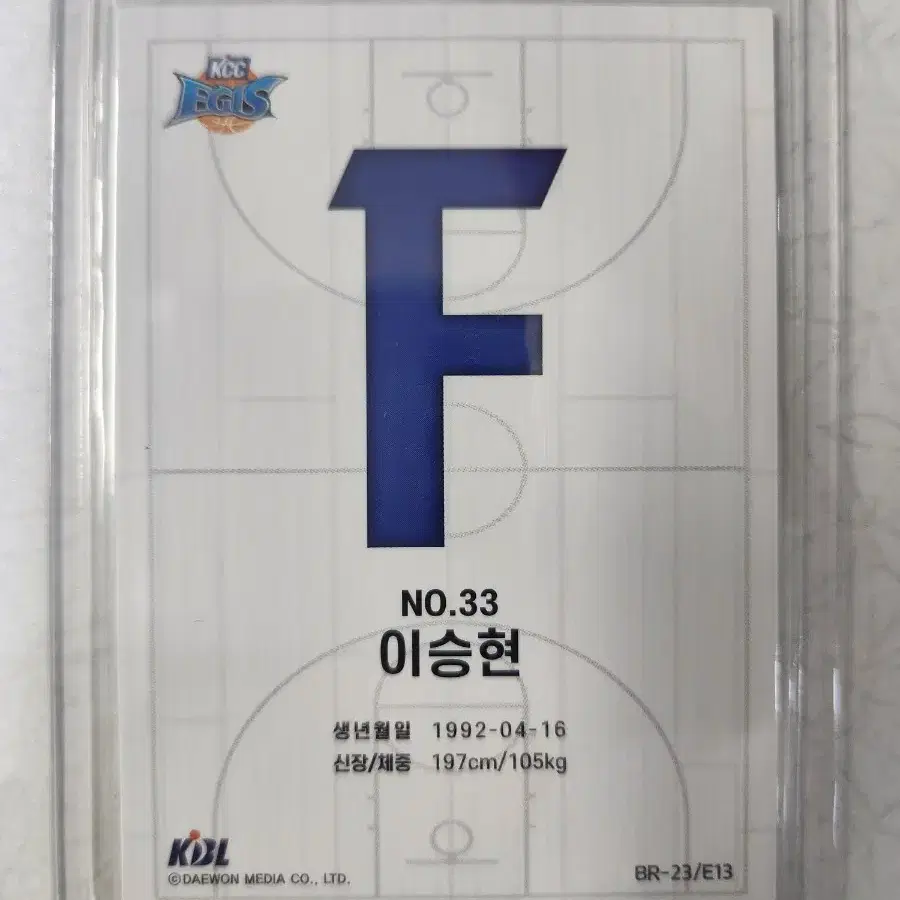 KCC
EGIS
F
NO.33
이승현
생년월일 1992-04-16
신장/체중 197cm/105kg
KBL
©DAEWON MEDIA CO., LTD.
BR-23/E13